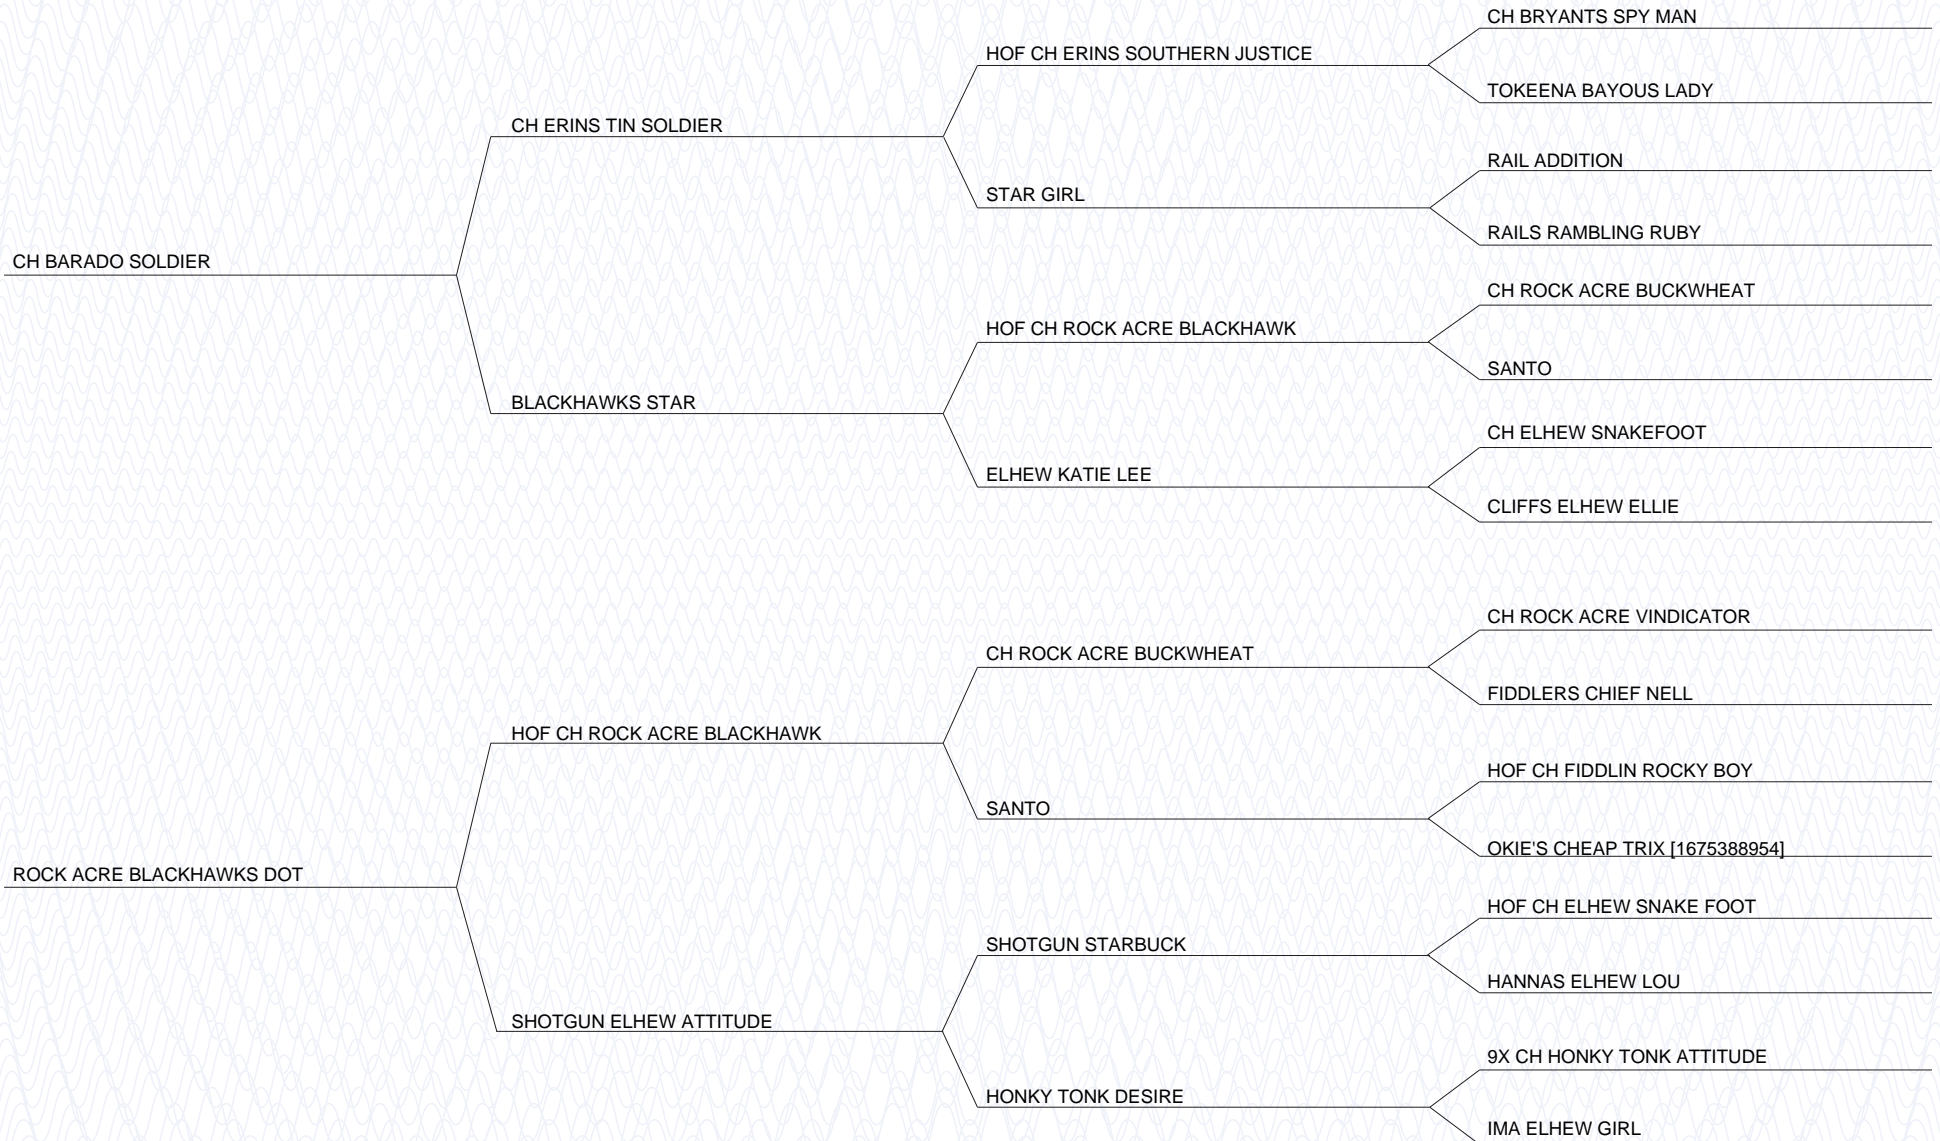 CH BRYANTS SPY MAN
HOF CH ERINS SOUTHERN JUSTICE
TOKEENA BAYOUS LADY
CH ERINS TIN SOLDIER
RAIL ADDITION
STAR GIRL
RAILS RAMBLING RUBY
CH BARADO SOLDIER
CH ROCK ACRE BUCKWHEAT
HOF CH ROCK ACRE BLACKHAWK
SANTO
BLACKHAWKS STAR
CH ELHEW SNAKEFOOT
ELHEW KATIE LEE
CLIFFS ELHEW ELLIE
CH ROCK ACRE VINDICATOR
CH ROCK ACRE BUCKWHEAT
FIDDLERS CHIEF NELL
HOF CH ROCK ACRE BLACKHAWK
HOF CH FIDDLIN ROCKY BOY
SANTO
OKIE'S CHEAP TRIX [1675388954]
ROCK ACRE BLACKHAWKS DOT
HOF CH ELHEW SNAKE FOOT
SHOTGUN STARBUCK
HANNAS ELHEW LOU
SHOTGUN ELHEW ATTITUDE
9X CH HONKY TONK ATTITUDE
HONKY TONK DESIRE
IMA ELHEW GIRL